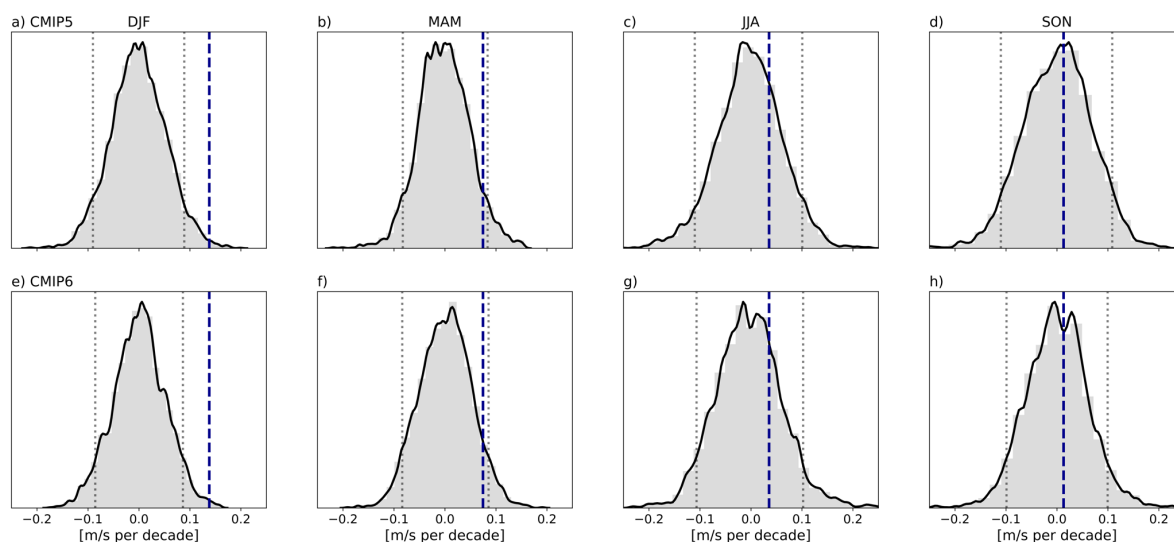 a) CMIP5 DJF b) MAM c) JJA d) SON
e) CMIP6 f) g) h)
−0.2 −0.1 0.0 0.1 0.2 −0.2 −0.1 0.0 0.1 0.2 −0.2 −0.1 0.0 0.1 0.2 −0.2 −0.1 0.0 0.1 0.2
[m/s per decade] [m/s per decade] [m/s per decade] [m/s per decade]